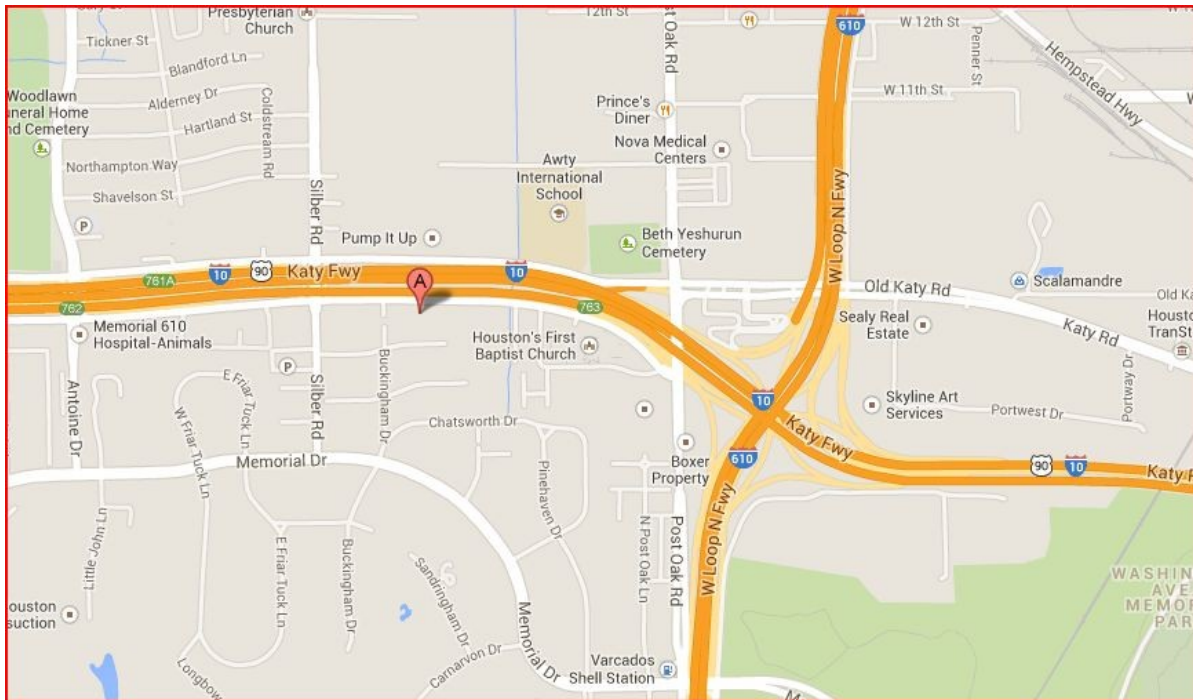 Presbyterian
Church
12th St
Post Oak Rd
610
W 12th St
Penner St
Hempstead Hwy
Tickner St
Blandford Ln
Woodlawn
uneral Home
nd Cemetery
Alderney Dr
Hartland St
Coldstream Rd
Northampton Way
Shavelson St
Silber Rd
P
Prince's
Diner
Nova Medical
Centers
W 11th St
Awty
International
School
Pump It Up
Beth Yeshurun
Cemetery
W Loop N Fwy
761A
10
90
Katy Fwy
A
10
762
763
Old Katy Rd
Scalamandre
Old Ka
Katy Rd
Sealy Real
Estate
Houston
TranSt
Memorial 610
Hospital-Animals
Houston's First
Baptist Church
P
Antoine Dr
E Friar Tuck Ln
W Friar Tuck Ln
Silber Rd
Buckingham Dr
Chatsworth Dr
10
Skyline Art
Services
Portwest Dr
Portway Dr
Katy Fwy
Memorial Dr
Boxer
Property
610
90
10
Katy F
Little John Ln
E Friar Tuck Ln
Buckingham Dr
Pinehaven Dr
N Post Oak Ln
Post Oak Rd
W Loop N Fwy
Sandringham Dr
Memorial Dr
Carnarvon Dr
Longbow
ouston
suction
Varcados
Shell Station
WASHIN
AVE
MEMOR
PAR